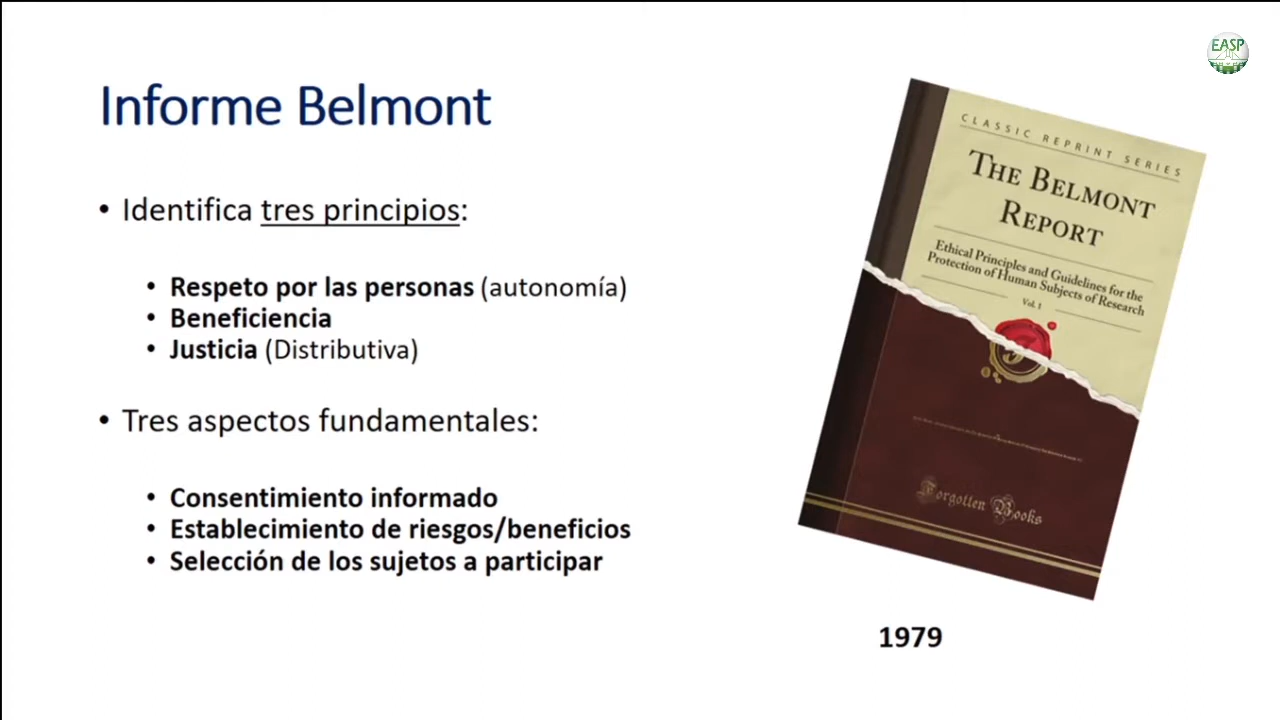 EASP
Informe Belmont
• Identifica tres principios:
• Respeto por las personas (autonomía)
• Beneficiencia
• Justicia (Distributiva)
• Tres aspectos fundamentales:
• Consentimiento informado
• Establecimiento de riesgos/beneficios
• Selección de los sujetos a participar
CLASSIC REPRINT SERIES
THE BELMONT
REPORT
Ethical Principles and Guidelines for the
Protection of Human Subjects of Research
Vol. 1
Forgotten Books
1979